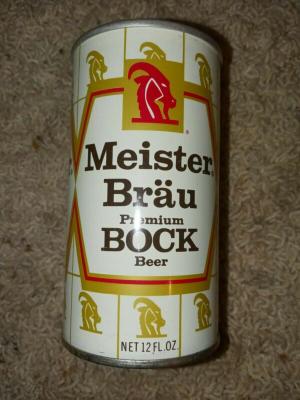 Meister
Bräu
Premium
BOCK
Beer
NET 12 FL. OZ.